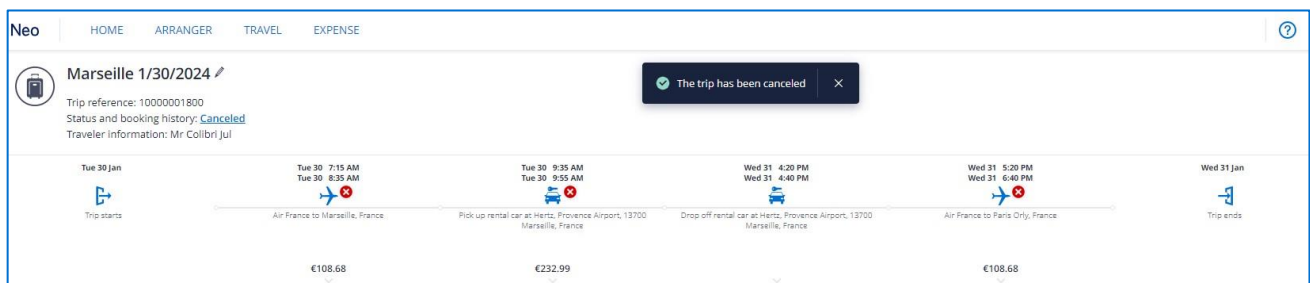 Neo HOME ARRANGER TRAVEL EXPENSE
Marseille 1/30/2024
The trip has been canceled
Trip reference: 10000001800
Status and booking history: Canceled
Traveler information: Mr Colibri Jul
Tue 30 Jan
Trip starts
Tue 30 7:15 AM
Tue 30 8:35 AM
Air France to Marseille, France
€108.68
Tue 30 9:35 AM
Tue 30 9:55 AM
Pick up rental car at Hertz, Provence Airport, 13700
Marseille, France
€232.99
Wed 31 4:20 PM
Wed 31 4:40 PM
Drop off rental car at Hertz, Provence Airport, 13700
Marseille, France
Wed 31 5:20 PM
Wed 31 6:40 PM
Air France to Paris Orly, France
€108.68
Wed 31 Jan
Trip ends